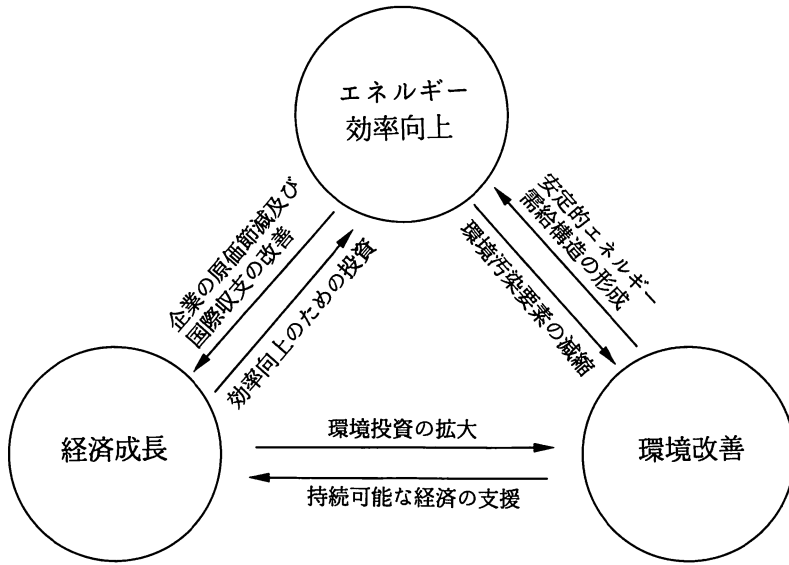 エネルギー
効率向上
企業の原価節減及び
国際収支の改善
効率向上のための投資
安定的エネルギー
需給構造の形成
環境汚染要素の減縮
経済成長
環境投資の拡大
持続可能な経済の支援
環境改善